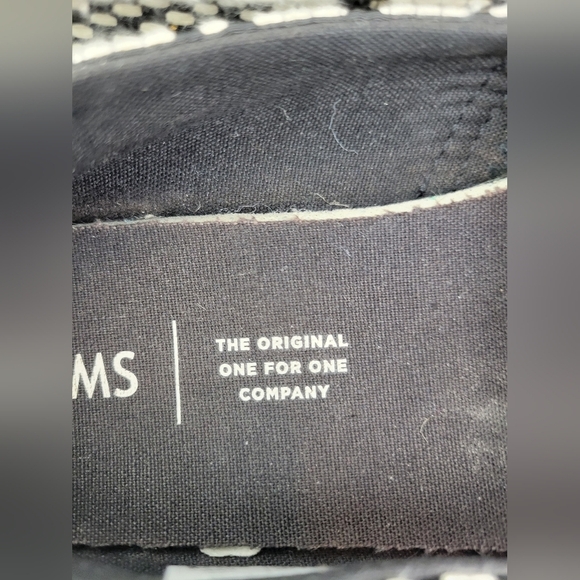 MS
THE ORIGINAL
ONE FOR ONE
COMPANY